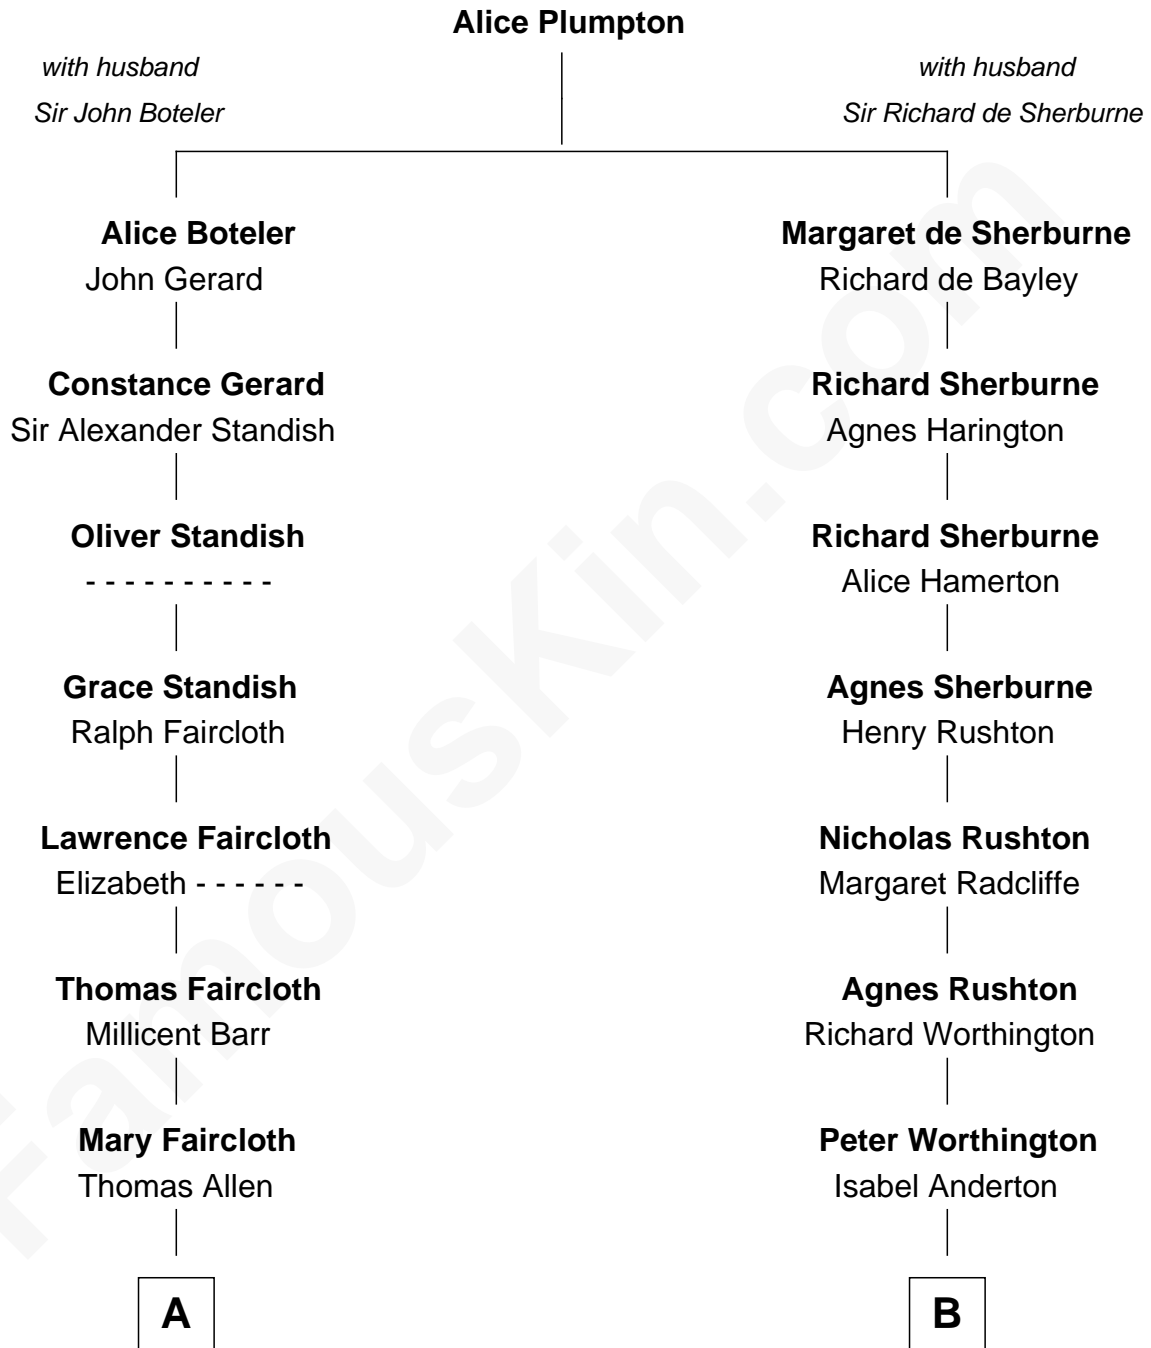 Alice Plumpton
with husband
Sir John Boteler
with husband
Sir Richard de Sherburne
Alice Boteler
John Gerard
Margaret de Sherburne
Richard de Bayley
Constance Gerard
Sir Alexander Standish
Richard Sherburne
Agnes Harington
Oliver Standish
- - - - - - - - - -
Richard Sherburne
Alice Hamerton
Grace Standish
Ralph Faircloth
Agnes Sherburne
Henry Rushton
Lawrence Faircloth
Elizabeth - - - - - -
Nicholas Rushton
Margaret Radcliffe
Thomas Faircloth
Millicent Barr
Agnes Rushton
Richard Worthington
Mary Faircloth
Thomas Allen
Peter Worthington
Isabel Anderton
A
B
FamousKin.com